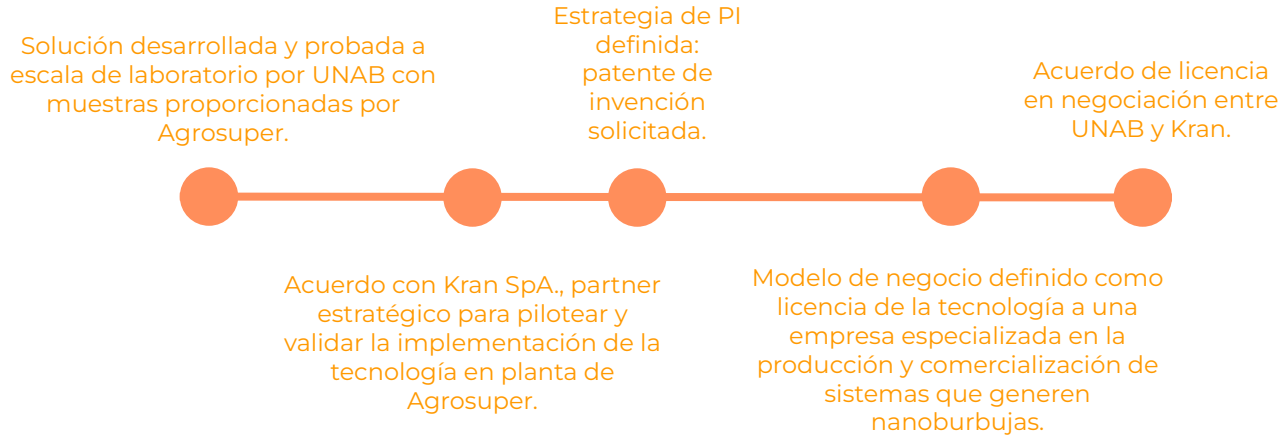 Solución desarrollada y probada a
escala de laboratorio por UNAB con
muestras proporcionadas por
Agrosuper.
Acuerdo con Kran SpA., partner
estratégico para pilotear y
validar la implementación de la
tecnología en planta de
Agrosuper.
Estrategia de PI
definida:
patente de
invención
solicitada.
Modelo de negocio definido como
licencia de la tecnología a una
empresa especializada en la
producción y comercialización de
sistemas que generen
nanoburbujas.
Acuerdo de licencia
en negociación entre
UNAB y Kran.